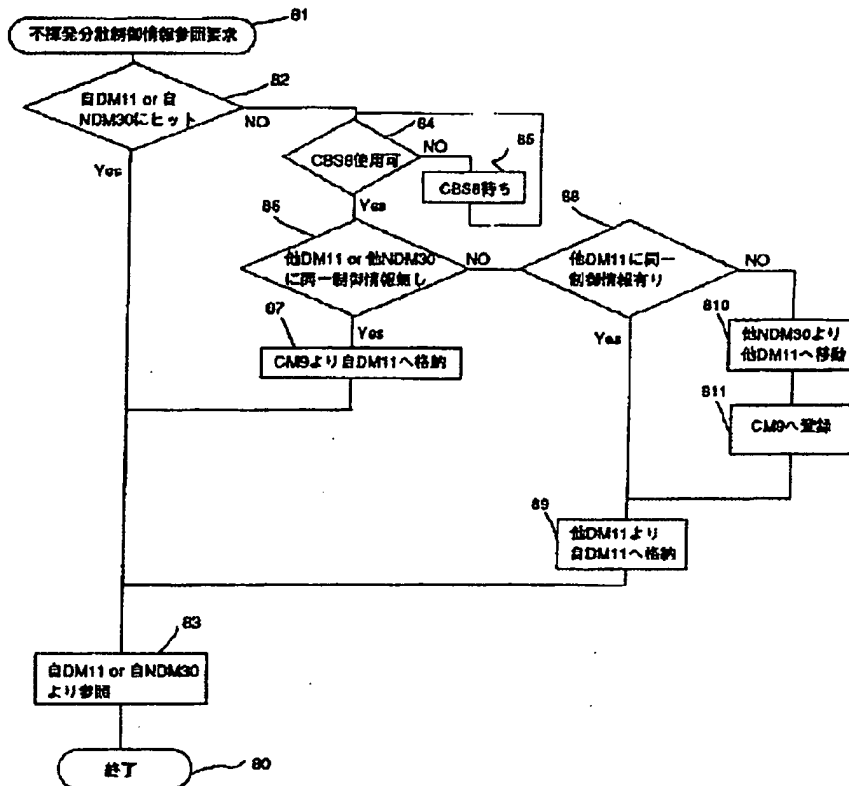 不揮発分散制御情報参照要求
81
自DM11 or 自
NDM30にヒット
82
NO
Yes
CBS8使用可
84
NO
85
CBS8待ち
Yes
86
他DM11 or 他NDM30
に同一制御情報無し
NO
88
他DM11に同一
制御情報有り
NO
Yes
87
Yes
CM9より自DM11へ格納
810
他NDM30より
他DM11へ移動
811
CM9へ登録
89
他DM11より
自DM11へ格納
83
自DM11 or 自NDM30
より参照
終了
80